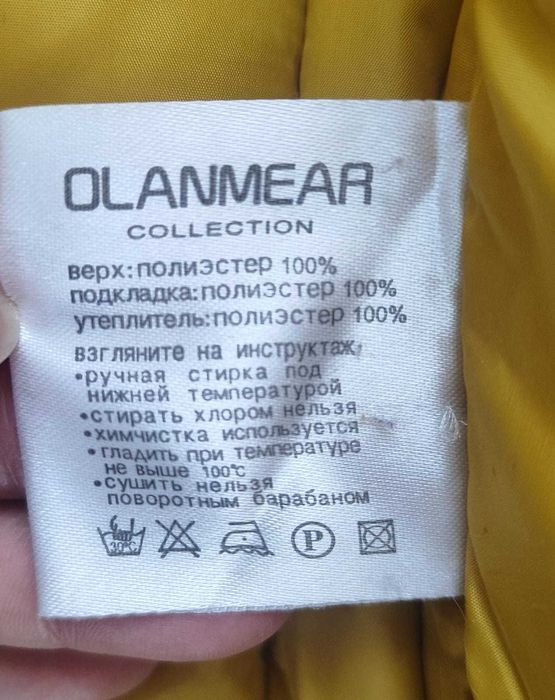 OLANMEAR
COLLECTION
верх:полиэстер 100%
подкладка:полиэстер 100%
утеплитель:полиэстер 100%
взгляните на инструктаж:
•ручная стирка под
нижней температурой
•стирать хлором нельзя
•химчистка используется
•гладить при температуре
не выше 100℃
•сушить нельзя
поворотным барабаном
30℃ P